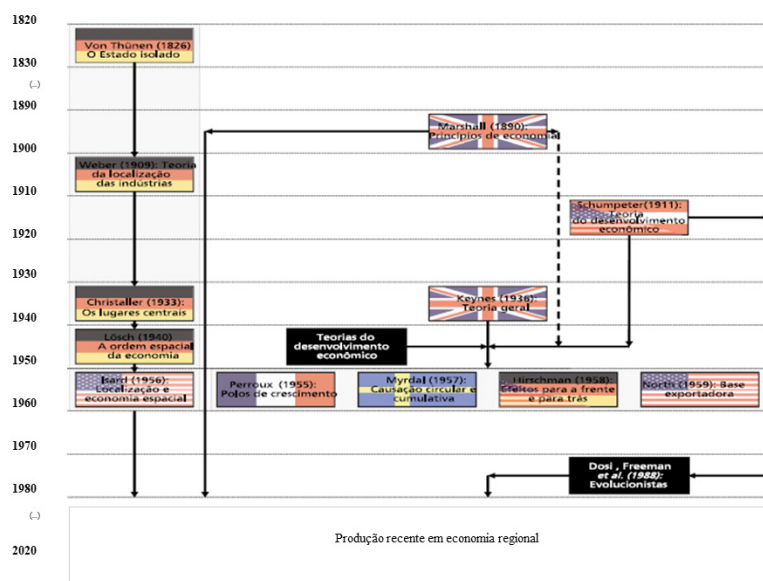 1820
Von Thünen (1826)
O Estado isolado
1830
(...)
1890
Marshall (1890):
Princípios de economia
1900
Weber (1909): Teoria
da localização
das indústrias
1910
Schumpeter(1911):
Teoria
do desenvolvimento
econômico
1920
1930
Christaller (1933):
Os lugares centrais
Keynes (1936):
Teoria geral
1940
Lösch (1940)
A ordem espacial
da economia
Teorias do
desenvolvimento
econômico
1950
Isard (1956):
Localização e
economia espacial
Perroux (1955):
Polos de crescimento
Myrdal (1957):
Causação circular e
cumulativa
Hirschman (1958):
Efeitos para a frente
e para trás
North (1959): Base
exportadora
1960
1970
Dosi , Freeman
et al. (1988):
Evolucionistas
1980
(...)
Produção recente em economia regional
2020